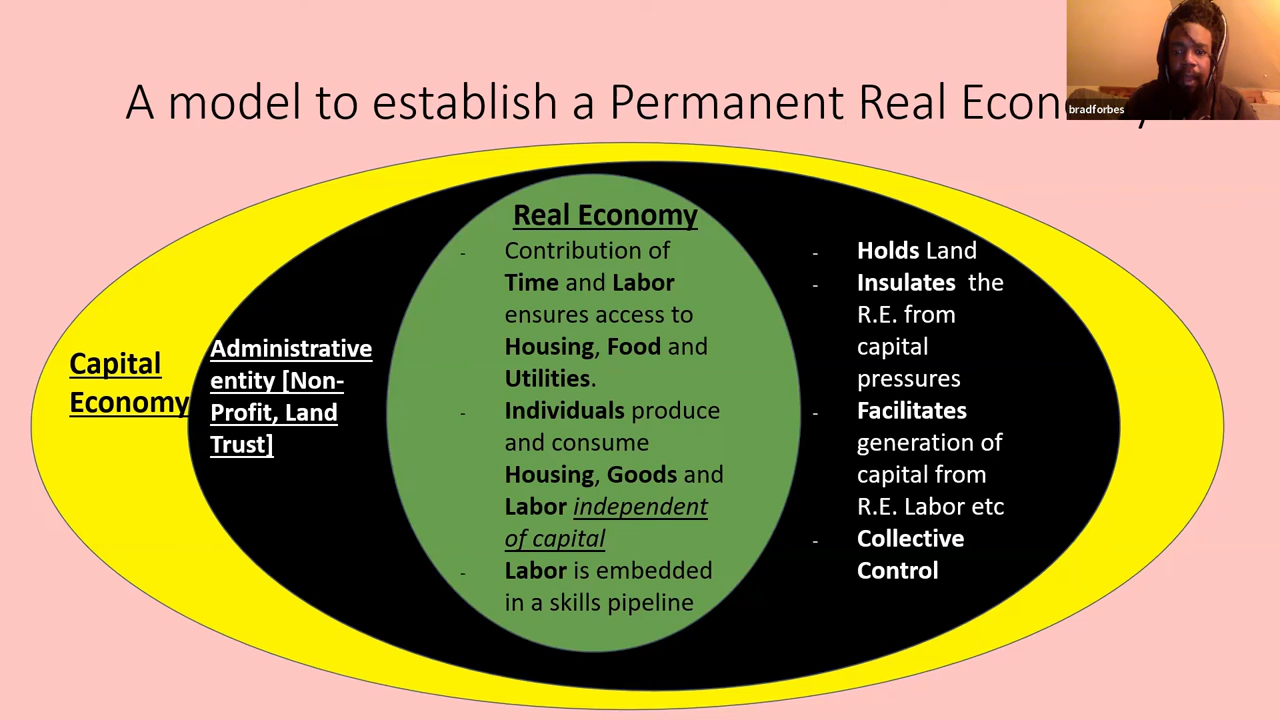 A model to establish a Permanent Real Econ
bradforbes
Capital
Economy
Administrative
entity [Non-
Profit, Land
Trust]
Real Economy
- Contribution of
Time and Labor
ensures access to
Housing, Food and
Utilities.
- Individuals produce
and consume
Housing, Goods and
Labor independent
of capital
- Labor is embedded
in a skills pipeline
- Holds Land
- Insulates the
R.E. from
capital
pressures
- Facilitates
generation of
capital from
R.E. Labor etc
- Collective
Control